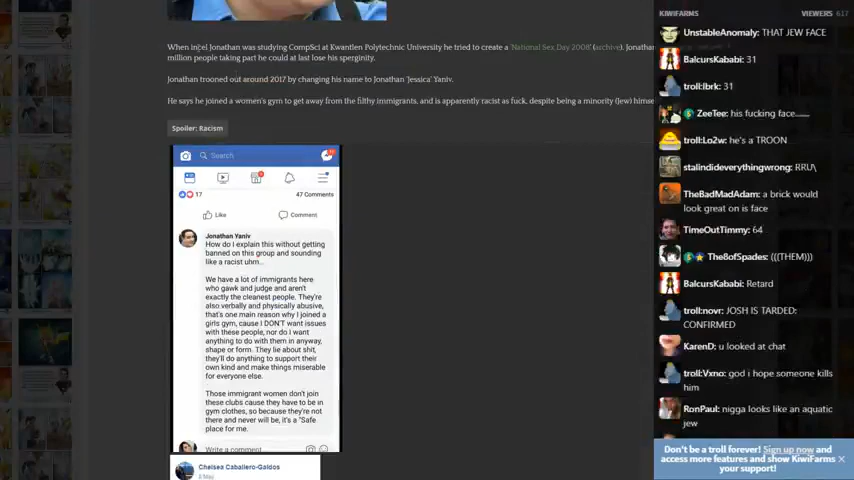 When incel Jonathan was studying CompSci at Kwantlen Polytechnic University he tried to create a 'National Sex Day 2008' (archive). Jonathan
million people taking part he could at last lose his sperginity.
Jonathan trooned out around 2017 by changing his name to Jonathan 'Jessica' Yaniv.
He says he joined a women's gym to get away from the filthy immigrants, and is apparently racist as fuck, despite being a minority (Jew) himse
Spoiler: Racism
Search
17
47 Comments
Like
Comment
Jonathan Yaniv
How do I explain this without getting
banned on this group and sounding
like a racist uhm...
We have a lot of immigrants here
who gawk and judge and aren't
exactly the cleanest people. They're
also verbally and physically abusive,
that's one main reason why I joined a
girls gym, cause I DON'T want issues
with these people, nor do i want
anything to do with them in anyway,
shape or form. They lie about shit,
they'll do anything to support their
own kind and make things miserable
for everyone else.
Those immigrant women don't join
these clubs cause they have to be in
gym clothes, so because they're not
there and never will be, it's a "Safe
place for me.
Write a comment...
Chelsea Caballero-Galdos
8 May
KIWIFARMS
VIEWERS 617
UnstableAnomaly: THAT JEW FACE
BalcursKababi: 31
troll:lbrk: 31
ZeeTee: his fucking face......
troll:Lo2w: he's a TROON
stalindideverythingwrong: RRU\
TheBadMadAdam: a brick would
look great on is face
TimeOutTimmy: 64
The8ofSpades: (((THEM)))
BalcursKababi: Retard
troll:novr: JOSH IS TARDED:
CONFIRMED
KarenD: u looked at chat
troll:Vxno: god i hope someone kills
him
RonPaul: nigga looks like an aquatic
jew
Don't be a troll forever! Sign up now and
access more features and show KiwiFarms
your support!